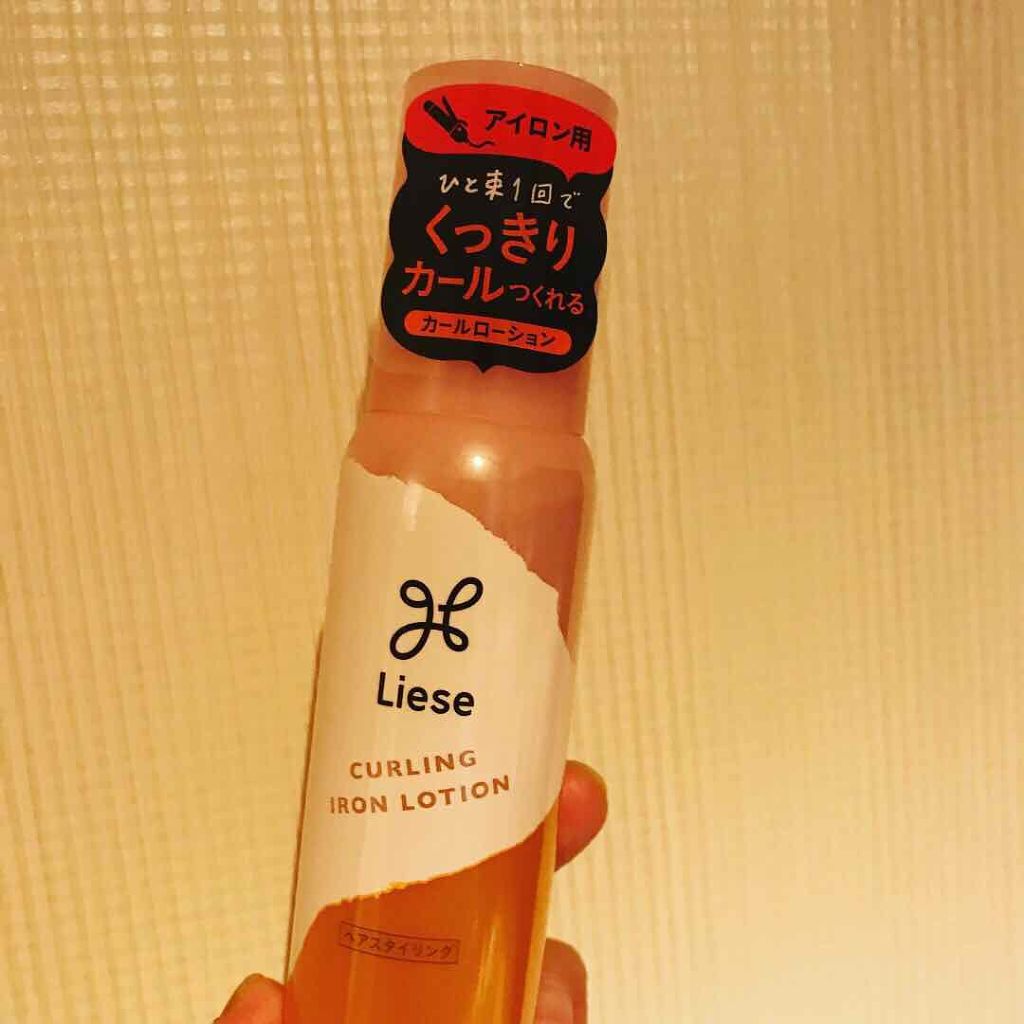 アイロン用
ひと束1回で
くっきり
カールつくれる
カールローション
Liese
CURLING
IRON LOTION
ヘアスタイリング